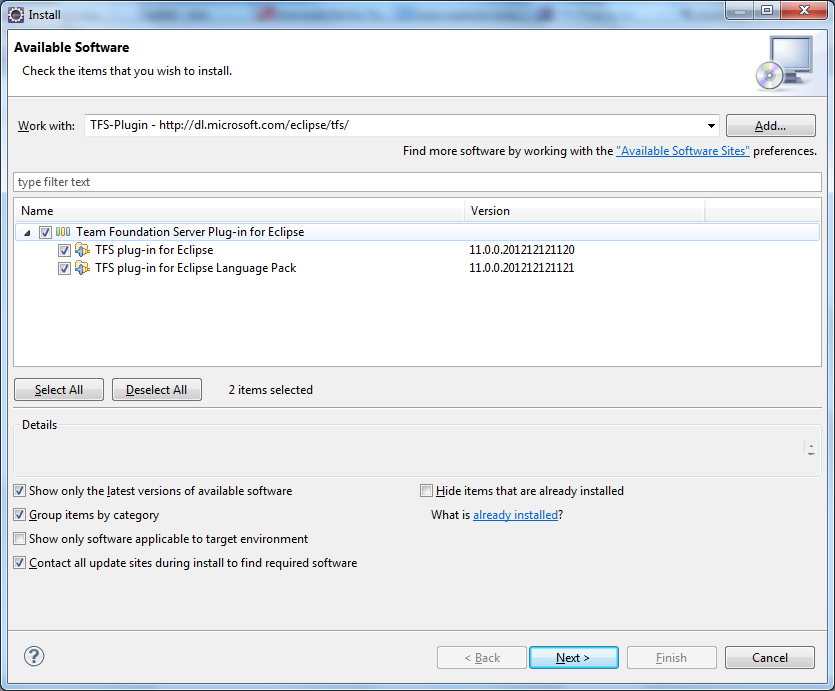 Install
Available Software
Check the items that you wish to install.
Work with: TFS-Plugin - http://dl.microsoft.com/eclipse/tfs/ Add...
Find more software by working with the "Available Software Sites" preferences.
type filter text
Name Version
Team Foundation Server Plug-in for Eclipse
TFS plug-in for Eclipse 11.0.0.201212121120
TFS plug-in for Eclipse Language Pack 11.0.0.201212121121
Select All Deselect All 2 items selected
Details
Show only the latest versions of available software Hide items that are already installed
Group items by category What is already installed?
Show only software applicable to target environment
Contact all update sites during install to find required software
? < Back Next > Finish Cancel